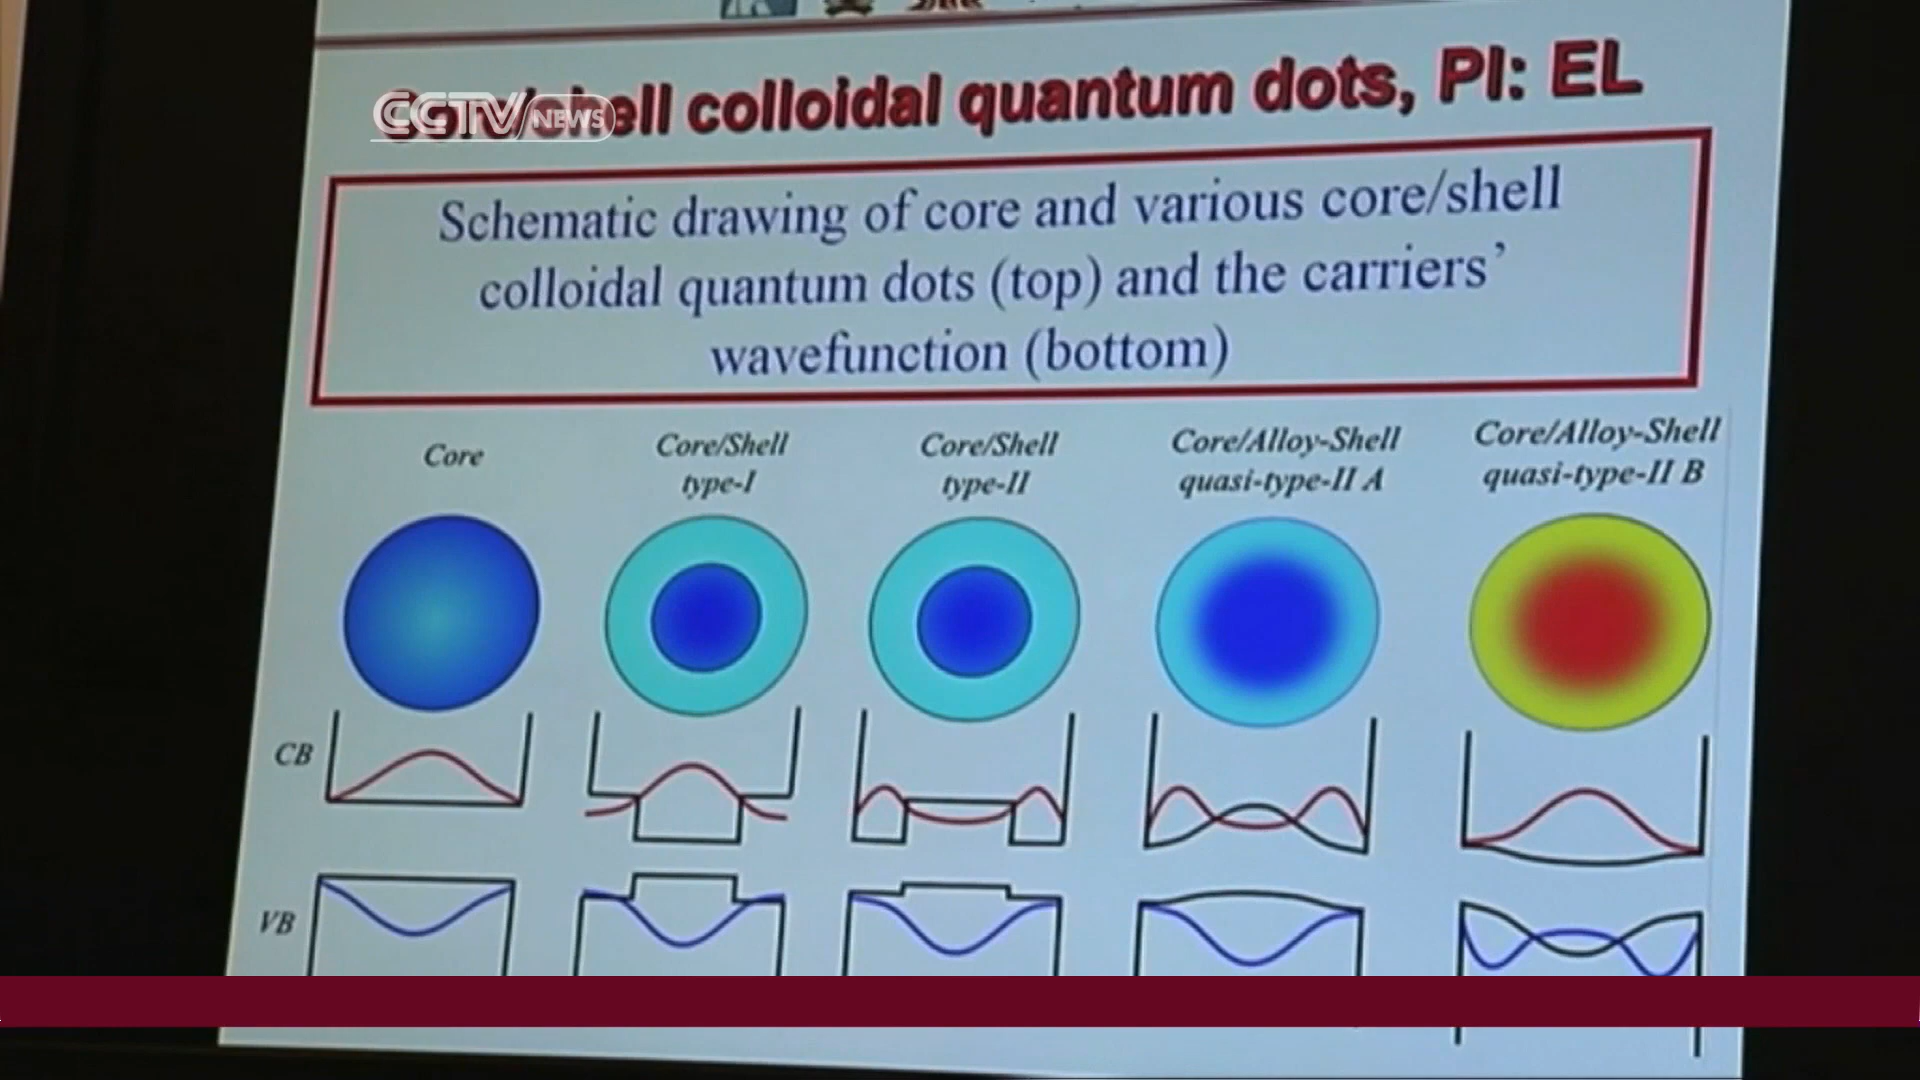 Core/shell colloidal quantum dots, PI: EL
CCTV NEWS
Schematic drawing of core and various core/shell
colloidal quantum dots (top) and the carriers’
wavefunction (bottom)
Core
Core/Shell
type-I
Core/Shell
type-II
Core/Alloy-Shell
quasi-type-II A
Core/Alloy-Shell
quasi-type-II B
CB
VB